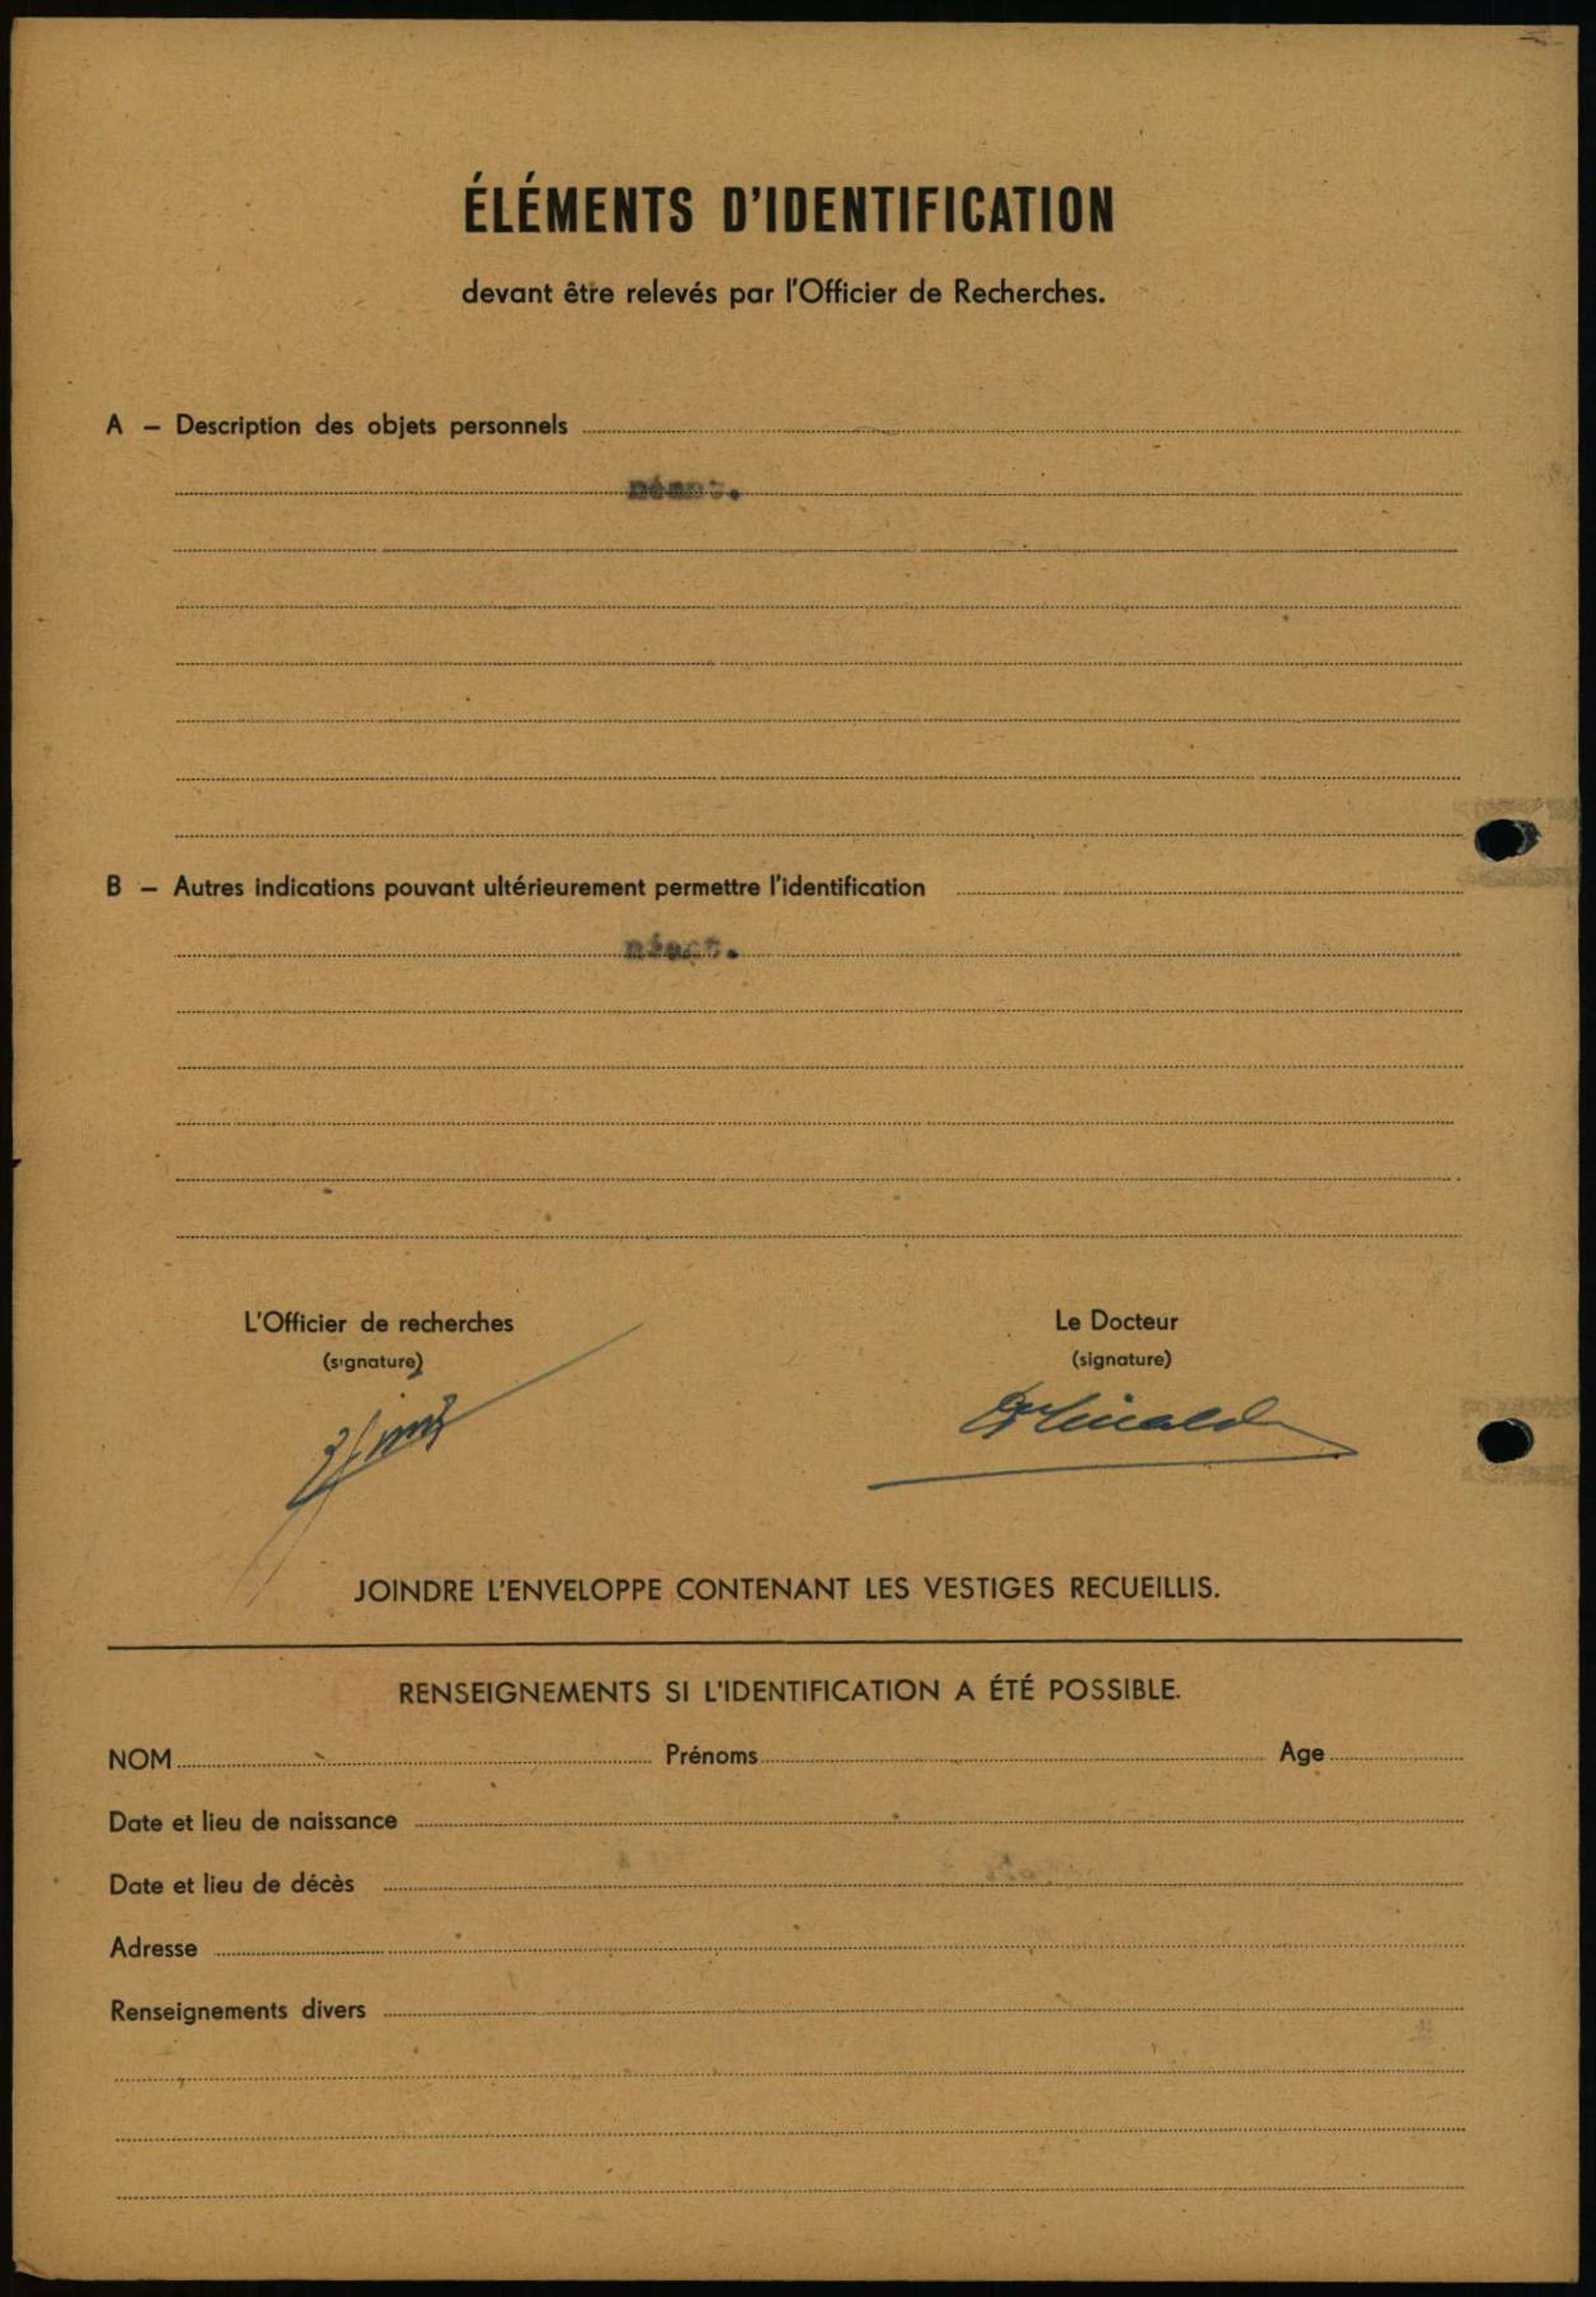 ÉLÉMENTS D'IDENTIFICATION
devant être relevés par l'Officier de Recherches.
A – Description des objets personnels
néant.
B – Autres indications pouvant ultérieurement permettre l'identification
néant.
L'Officier de recherches
(signature)
Le Docteur
(signature)
JOINDRE L'ENVELOPPE CONTENANT LES VESTIGES RECUEILLIS.
RENSEIGNEMENTS SI L'IDENTIFICATION A ÉTÉ POSSIBLE.
NOM Prénoms Age
Date et lieu de naissance
Date et lieu de décès
Adresse
Renseignements divers